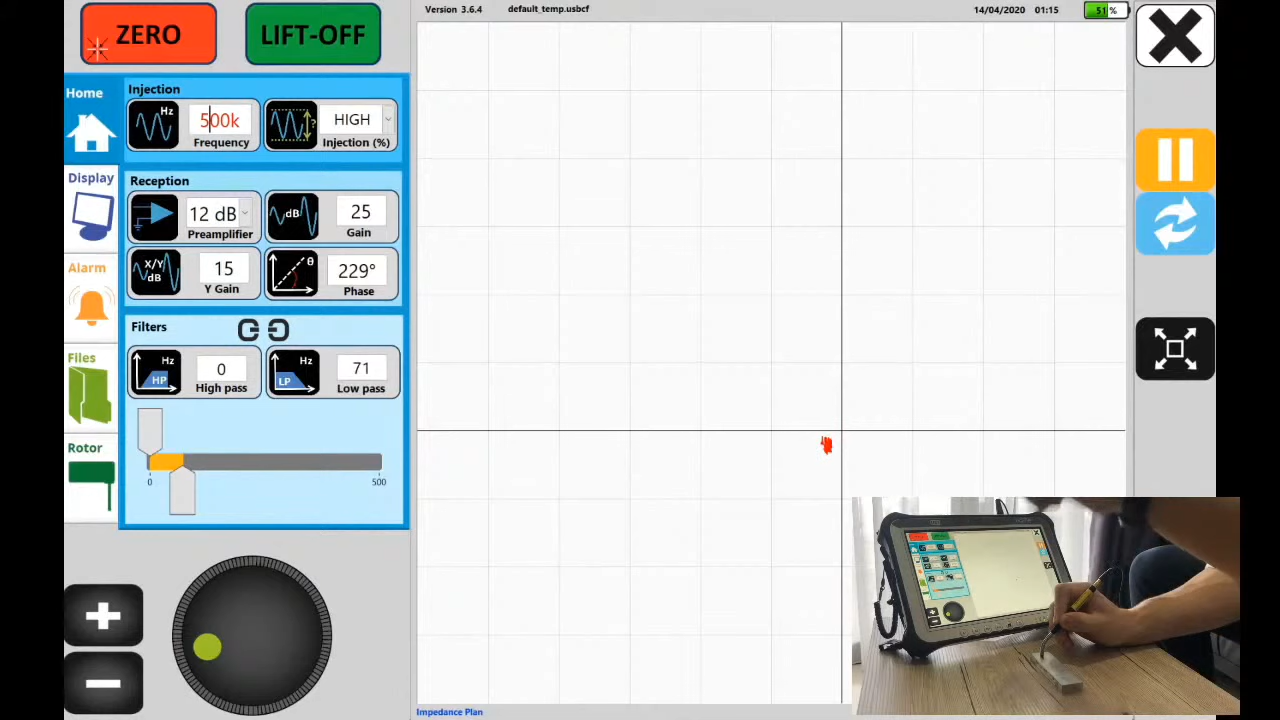 ZERO
LIFT-OFF
Version 3.6.4
default_temp.usbcf
14/04/2020 01:15
51 %
Home
Display
Alarm
Files
Rotor
Injection
Hz
500k
Frequency
?
HIGH
Injection (%)
Reception
12 dB
Preamplifier
dB
25
Gain
X/Y
dB
15
Y Gain
θ
229°
Phase
Filters
Hz
HP
0
High pass
Hz
LP
71
Low pass
0
500
+
−
Impedance Plan